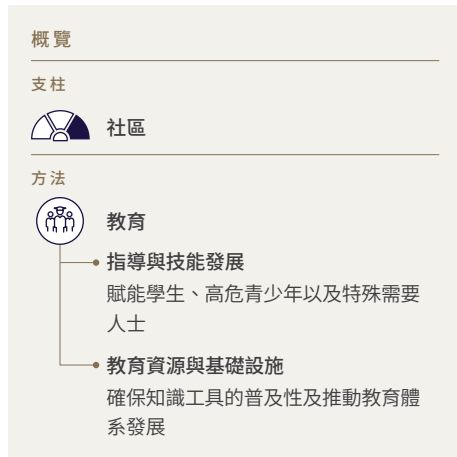 概覽
支柱
社區
方法
教育
指導與技能發展
賦能學生、高危青少年以及特殊需要
人士
教育資源與基礎設施
確保知識工具的普及性及推動教育體
系發展